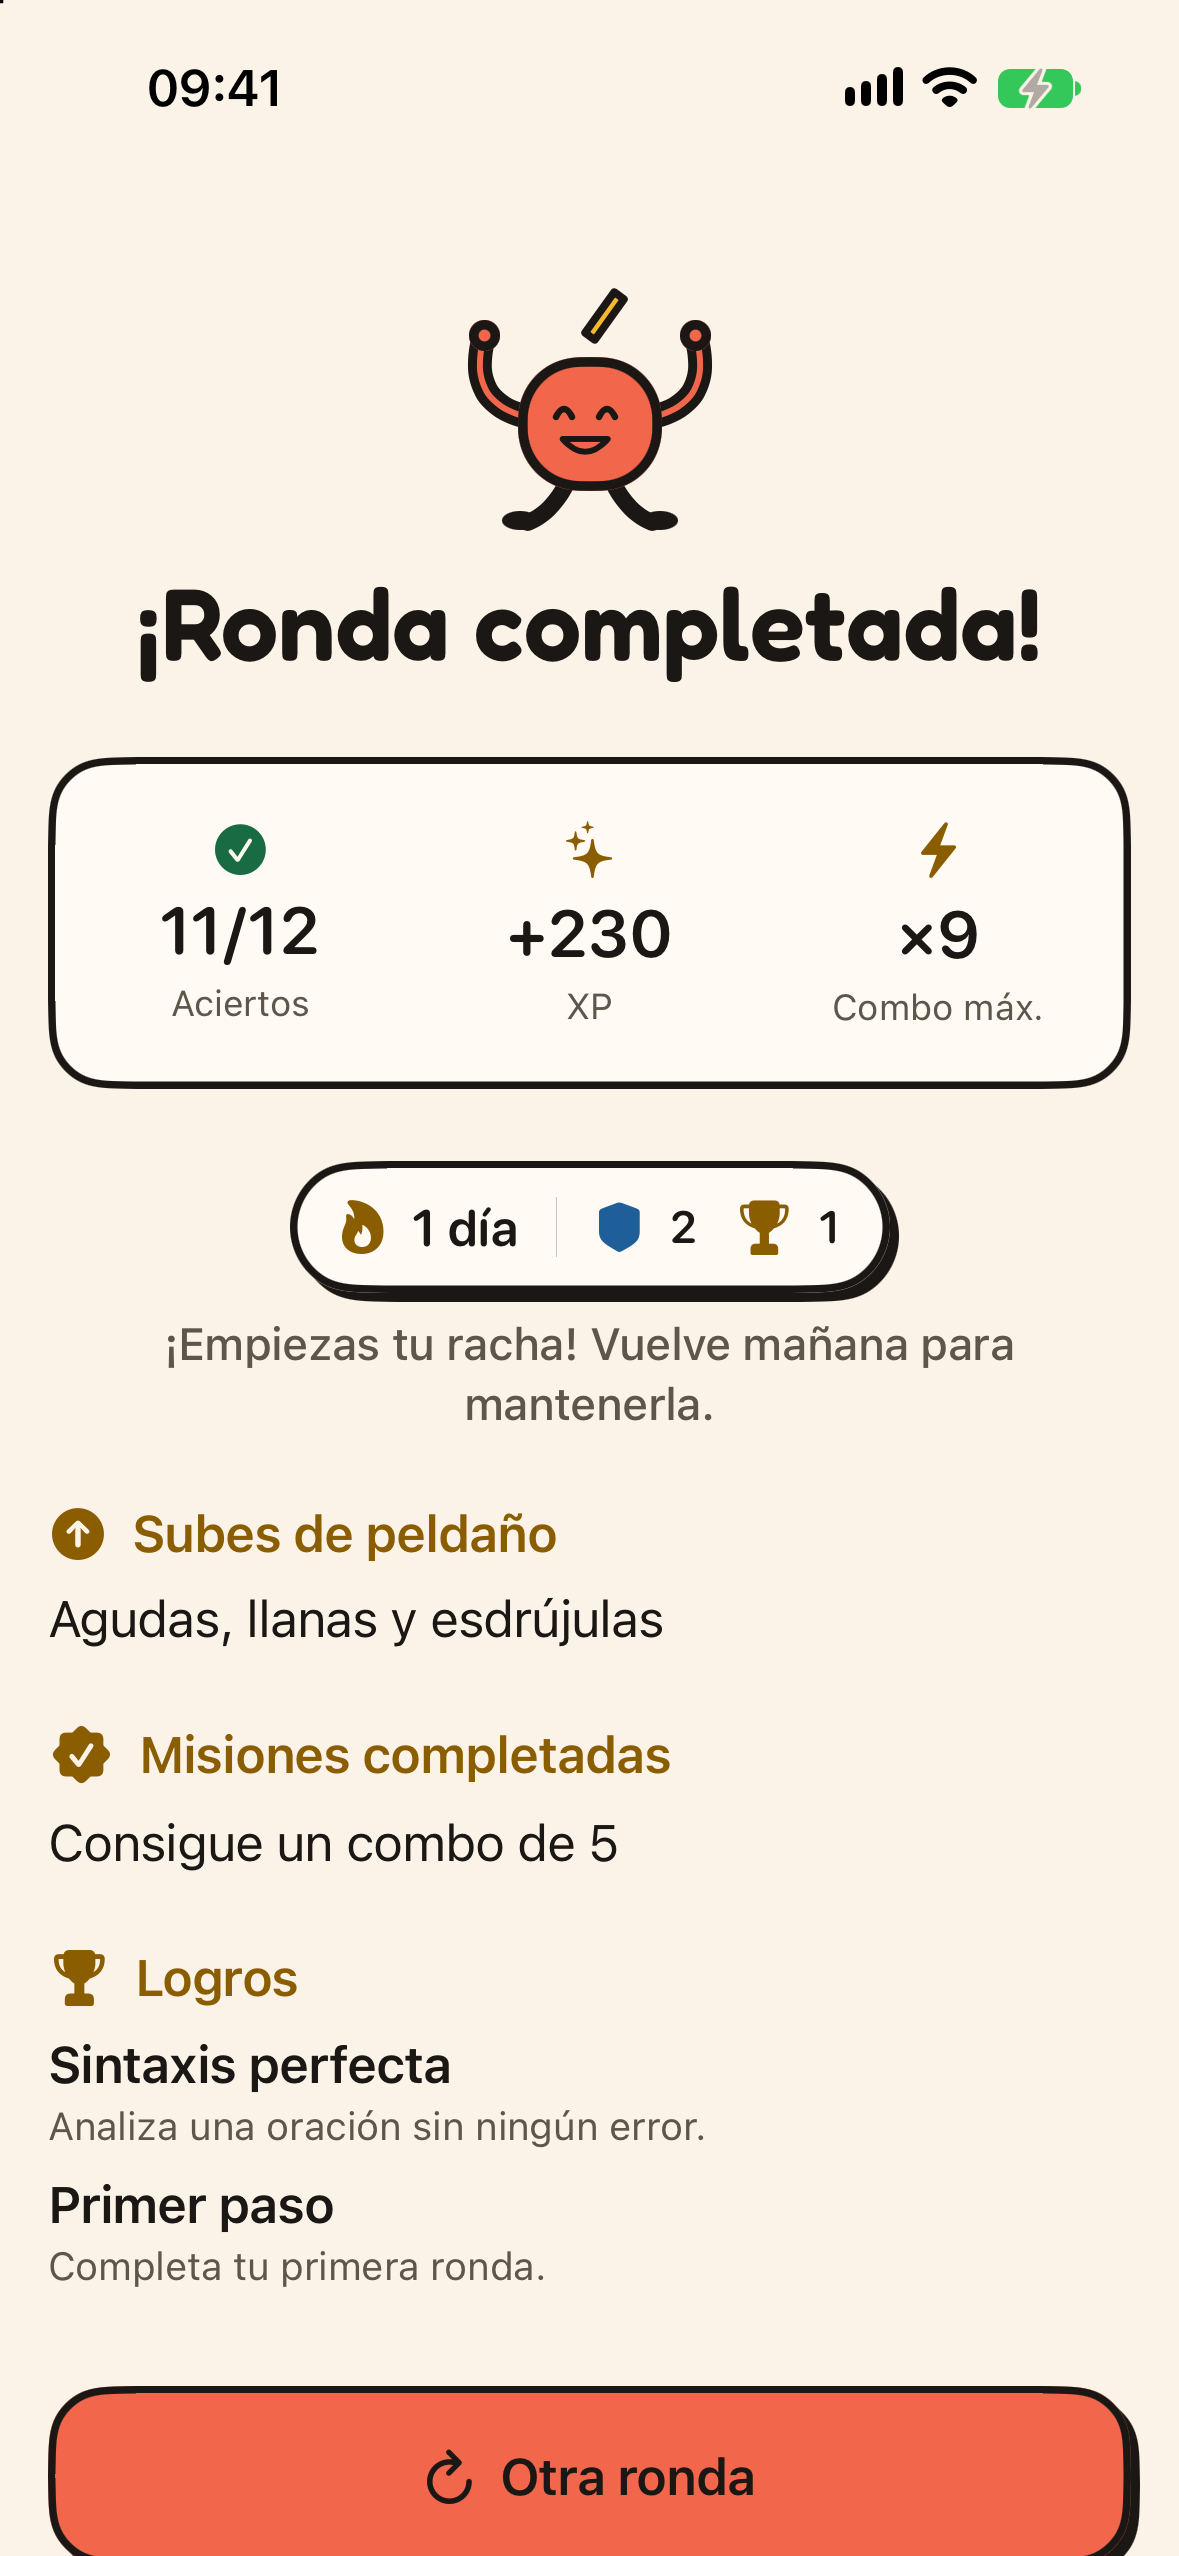 09:41
¡Ronda completada!
11/12
Aciertos
+230
XP
×9
Combo máx.
1 día
2
1
¡Empiezas tu racha! Vuelve mañana para
mantenerla.
Subes de peldaño
Agudas, llanas y esdrújulas
Misiones completadas
Consigue un combo de 5
Logros
Sintaxis perfecta
Analiza una oración sin ningún error.
Primer paso
Completa tu primera ronda.
Otra ronda